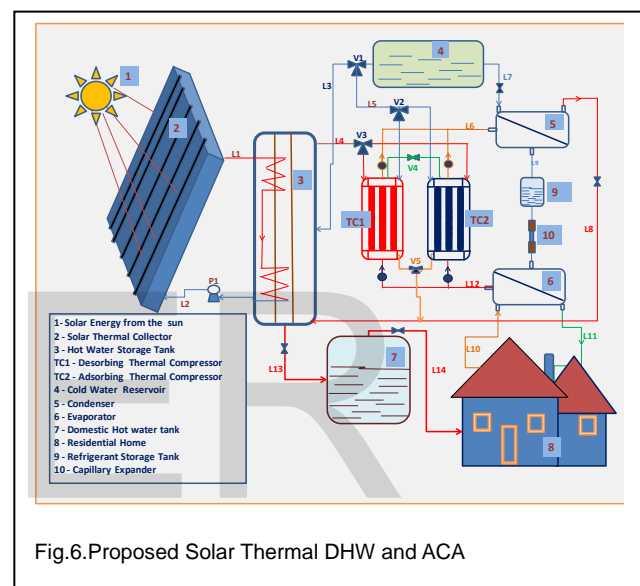 1
2
L1
L2
P1
3
L3
L4
V1
4
L5
V2
V3
L6
L7
5
V4
L9
9
L8
TC1
TC2
10
V5
L12
6
L10
L11
L13
7
L14
8
1- Solar Energy from the sun
2 - Solar Thermal Collector
3 - Hot Water Storage Tank
TC1 - Desorbing Thermal Compressor
TC2 - Adsorbing Thermal Compressor
4 - Cold Water Reservoir
5 - Condenser
6 - Evaporator
7 - Domestic Hot water tank
8 - Residential Home
9 - Refrigerant Storage Tank
10 - Capillary Expander
ER
Fig.6.Proposed Solar Thermal DHW and ACA